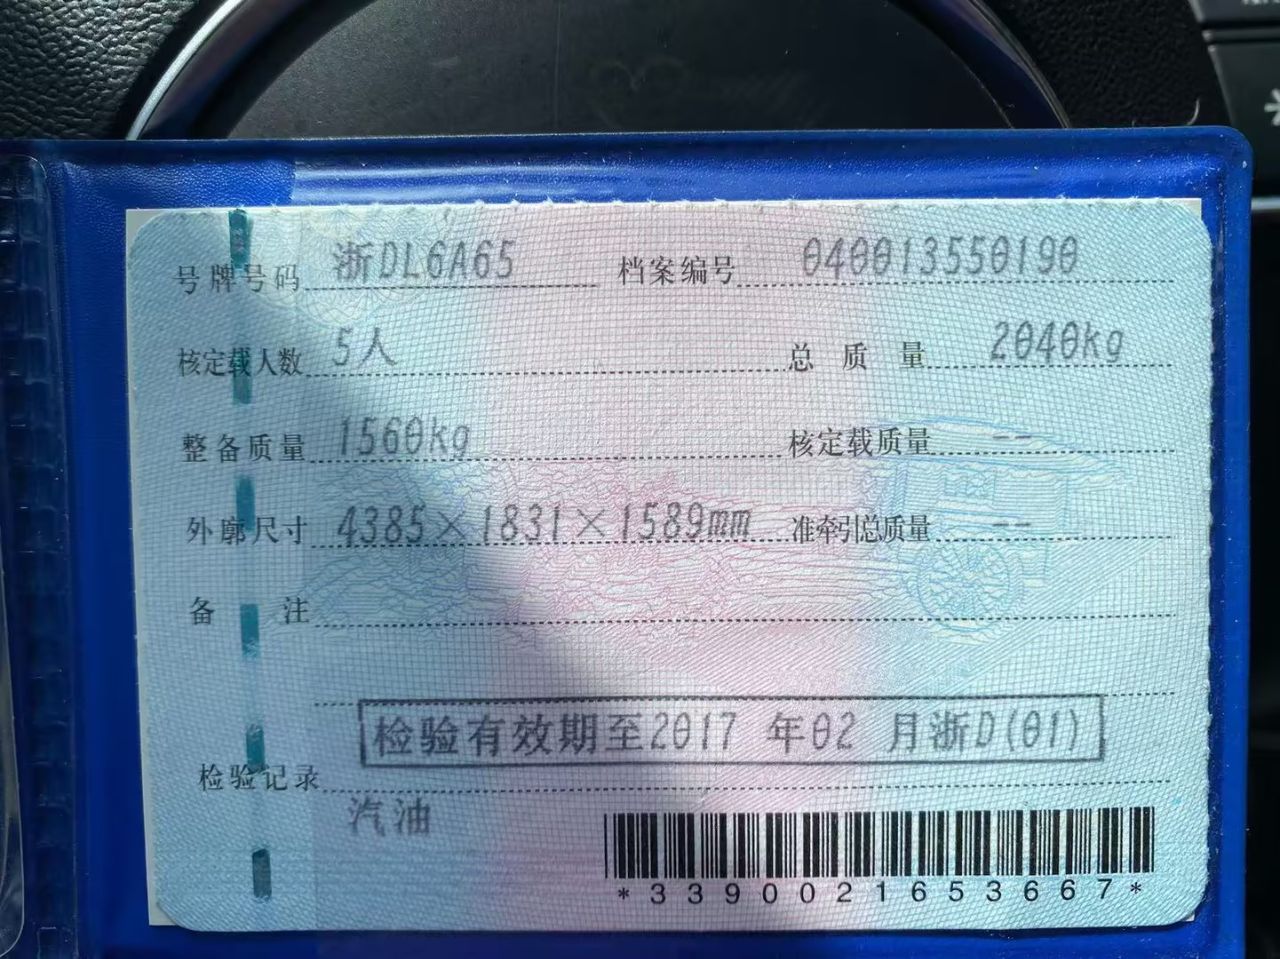 号牌号码 浙DL6A65 档案编号 040013550190
核定载人数 5人 总质量 2040kg
整备质量 1560kg 核定载质量 --
外廓尺寸 4385×1831×1589mm 准牵引总质量 --
备注
检验有效期至2017 年02 月浙D(01)
检验记录
汽油
*3390021653667*